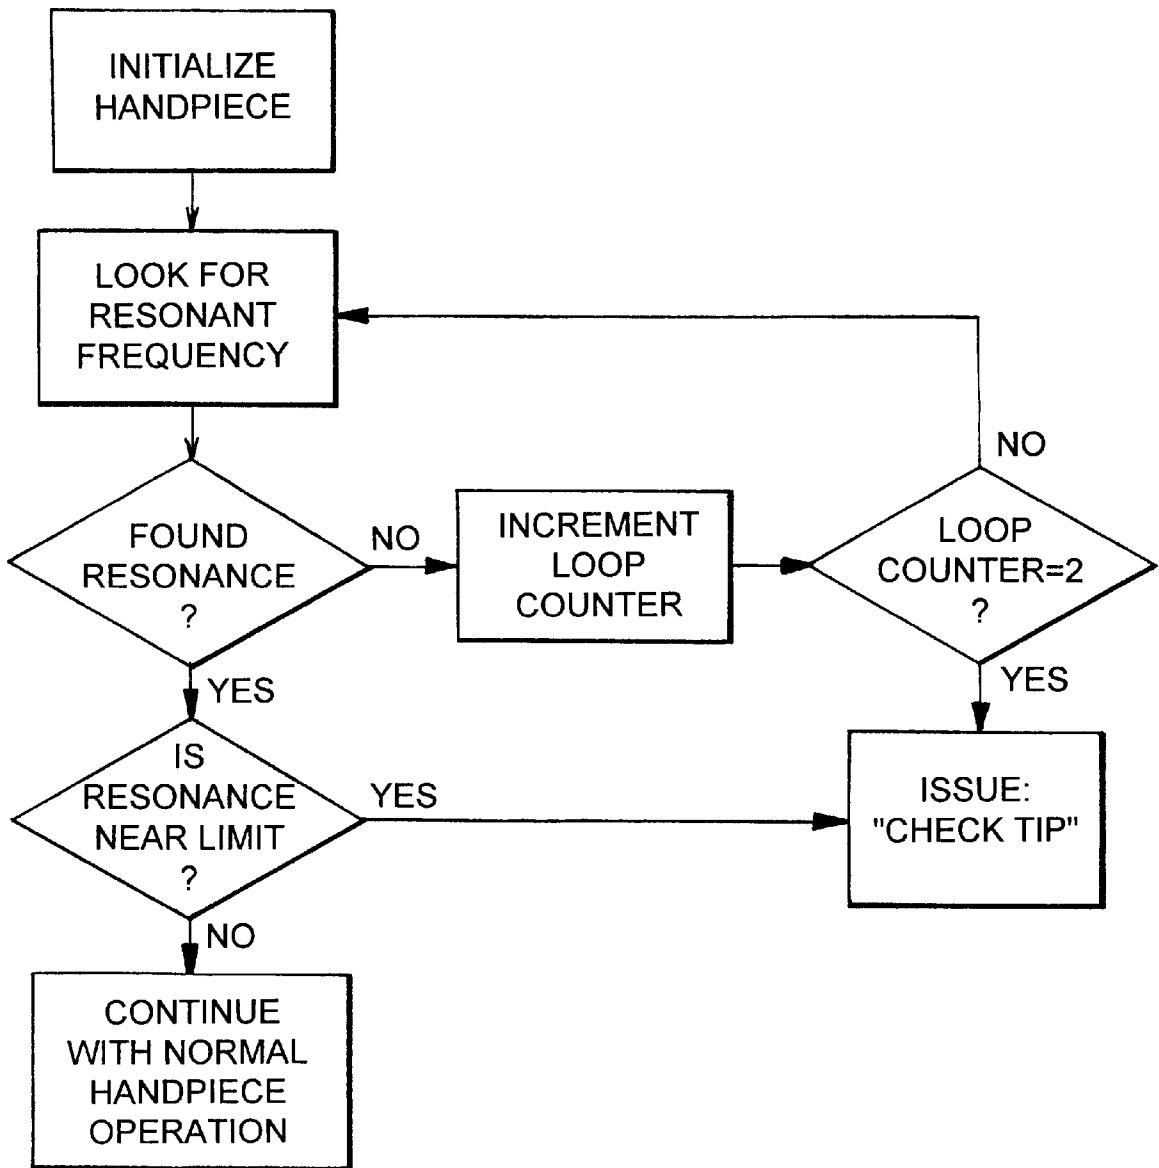 INITIALIZE
HANDPIECE
LOOK FOR
RESONANT
FREQUENCY
FOUND
RESONANCE
?
NO
INCREMENT
LOOP
COUNTER
NO
LOOP
COUNTER=2
?
YES
YES
IS
RESONANCE
NEAR LIMIT
?
YES
ISSUE:
"CHECK TIP"
NO
CONTINUE
WITH NORMAL
HANDPIECE
OPERATION